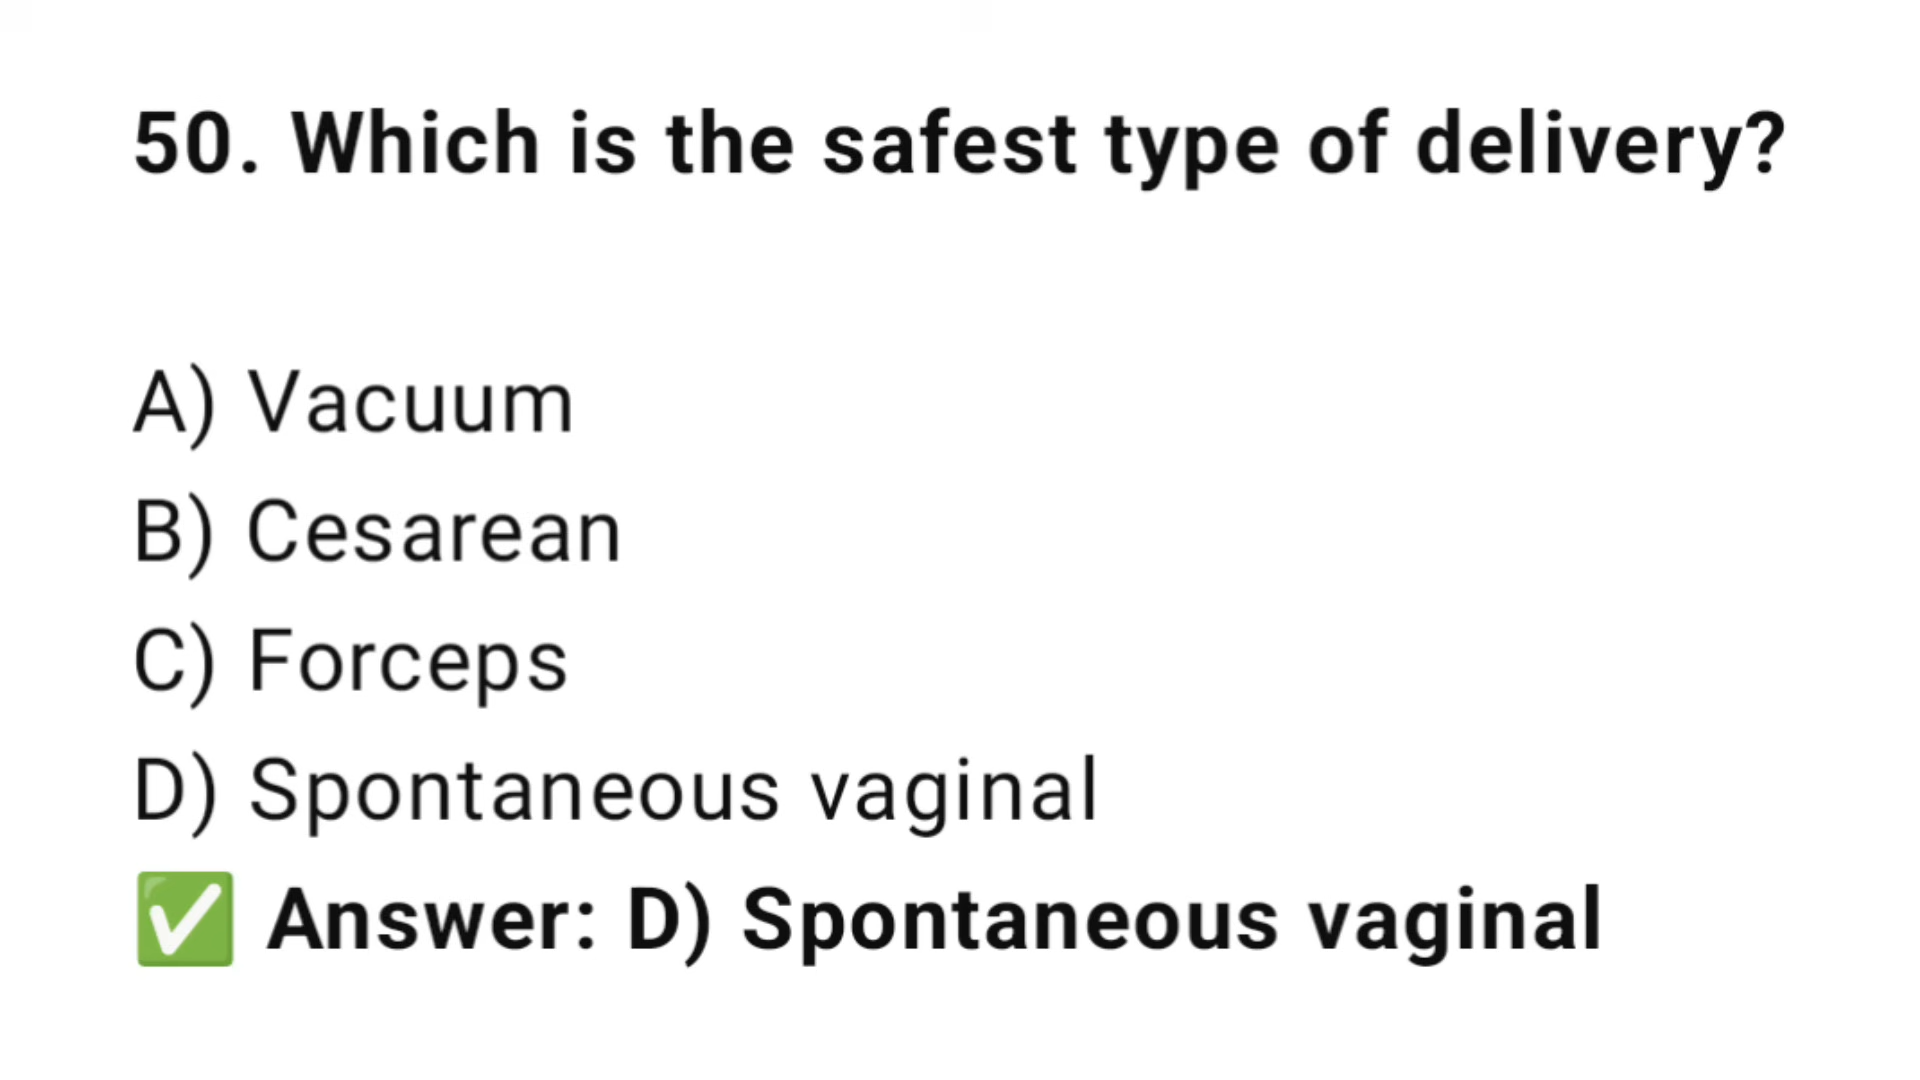 50. Which is the safest type of delivery?
A) Vacuum
B) Cesarean
C) Forceps
D) Spontaneous vaginal
✅ Answer: D) Spontaneous vaginal